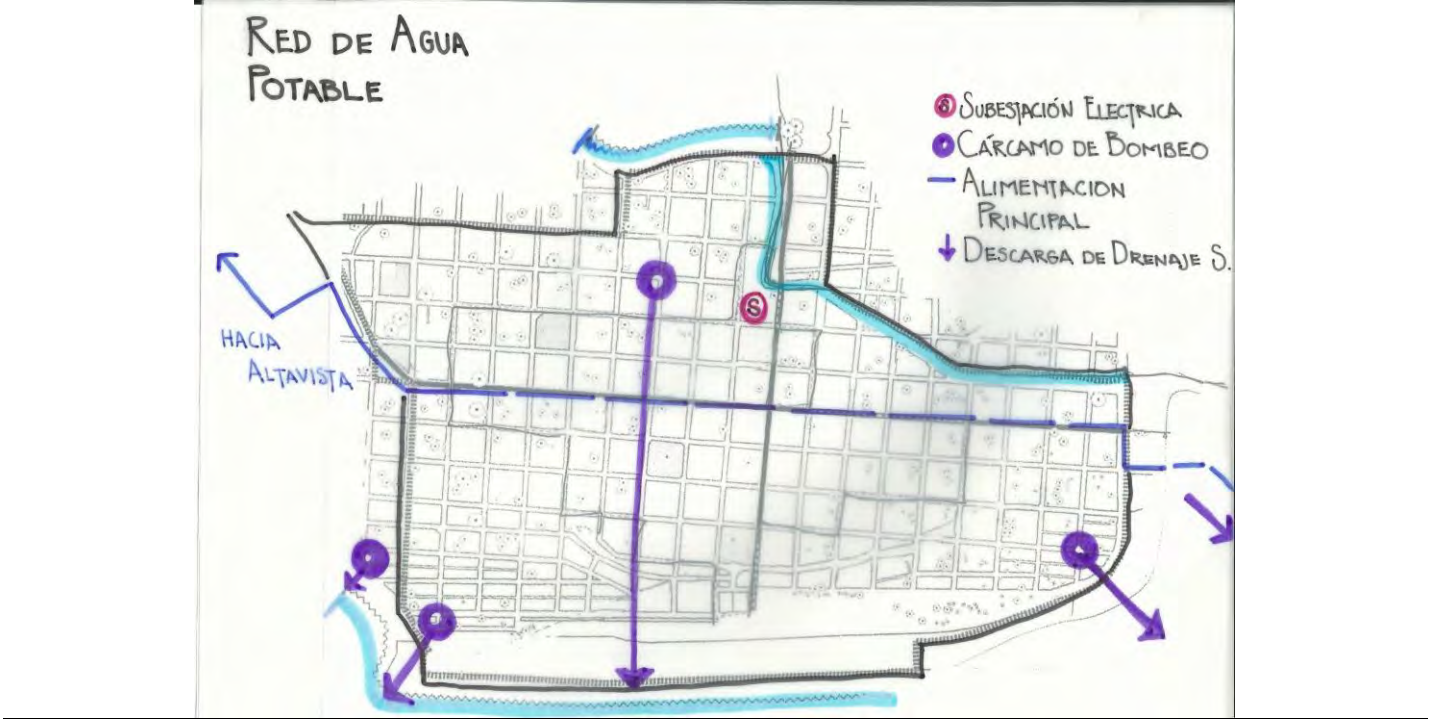 RED DE AGUA
POTABLE
S SUBESTACIÓN ELECTRICA
CÁRCAMO DE BOMBEO
ALIMENTACION
PRINCIPAL
DESCARGA DE DRENAJE S.
S
HACIA
ALTAVISTA